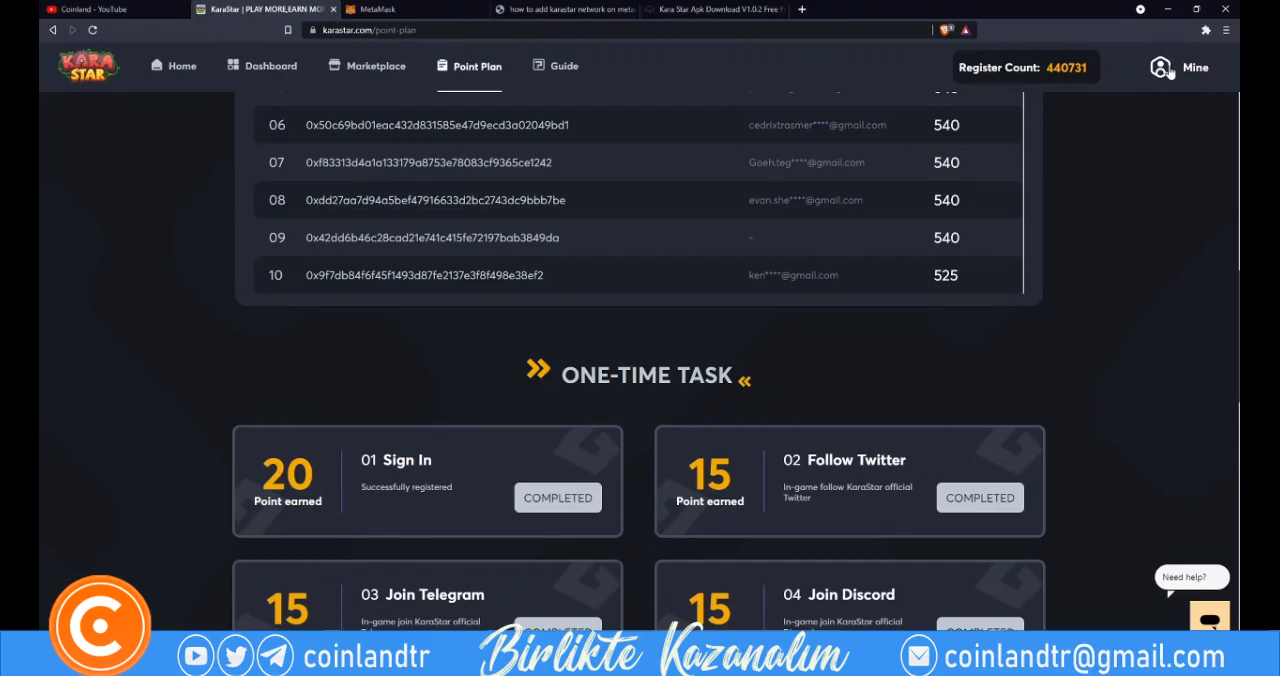 Coinland - YouTube
KaraStar | PLAY MORE,EARN MO
MetaMask
how to add karastar network on meta
Kara Star Apk Download V1.0.2 Free F
karastar.com/point-plan
KARA STAR
Home
Dashboard
Marketplace
Point Plan
Guide
Register Count: 440731
Mine
06 0x50c69bd01eac432d831585e47d9ecd3a02049bd1 cedrixtrasmer****@gmail.com 540
07 0xf83313d4a1a133179a8753e78083cf9365ce1242 Goeh.teg****@gmail.com 540
08 0xdd27aa7d94a5bef47916633d2bc2743dc9bbb7be evan.she****@gmail.com 540
09 0x42dd6b46c28cad21e741c415fe72197bab3849da - 540
10 0x9f7db84f6f45f1493d87fe2137e3f8f498e38ef2 ken****@gmail.com 525
ONE-TIME TASK
20
Point earned
01 Sign In
Successfully registered
COMPLETED
15
Point earned
02 Follow Twitter
In-game follow KaraStar official
Twitter
COMPLETED
15
03 Join Telegram
In-game join KaraStar official
15
04 Join Discord
In-game join KaraStar official
Need help?
coinlandtr
Birlikte Kazanalım
coinlandtr@gmail.com